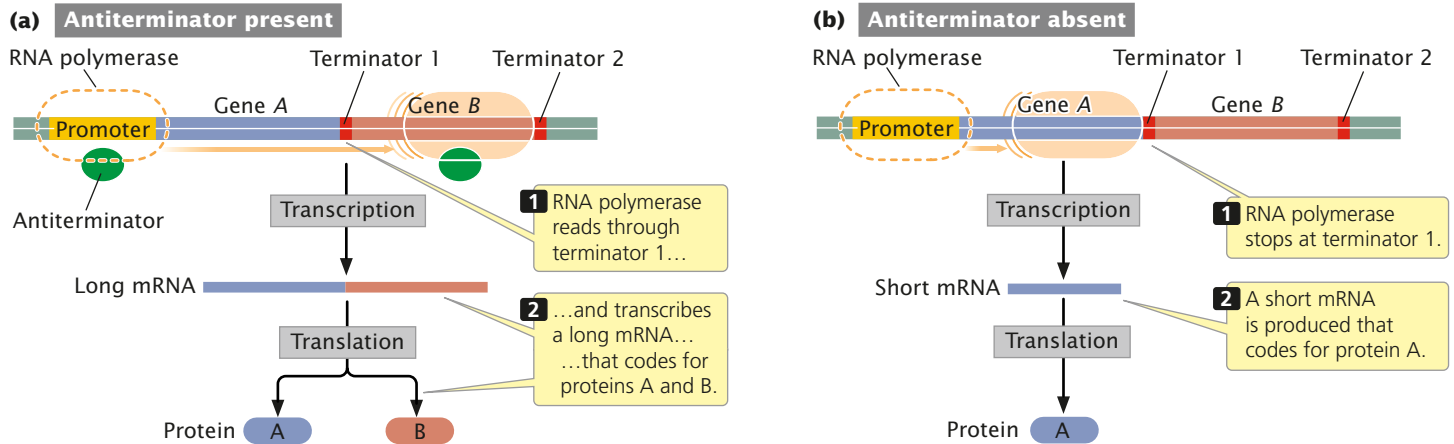 (a) Antiterminator present
RNA polymerase
Terminator 1
Terminator 2
Gene A
Gene B
Promoter
Antiterminator
Transcription
1 RNA polymerase
reads through
terminator 1…
Long mRNA
2 …and transcribes
a long mRNA…
…that codes for
proteins A and B.
Translation
Protein
A
B
(b) Antiterminator absent
RNA polymerase
Terminator 1
Terminator 2
Gene A
Gene B
Promoter
Transcription
1 RNA polymerase
stops at terminator 1.
Short mRNA
2 A short mRNA
is produced that
codes for protein A.
Translation
Protein
A